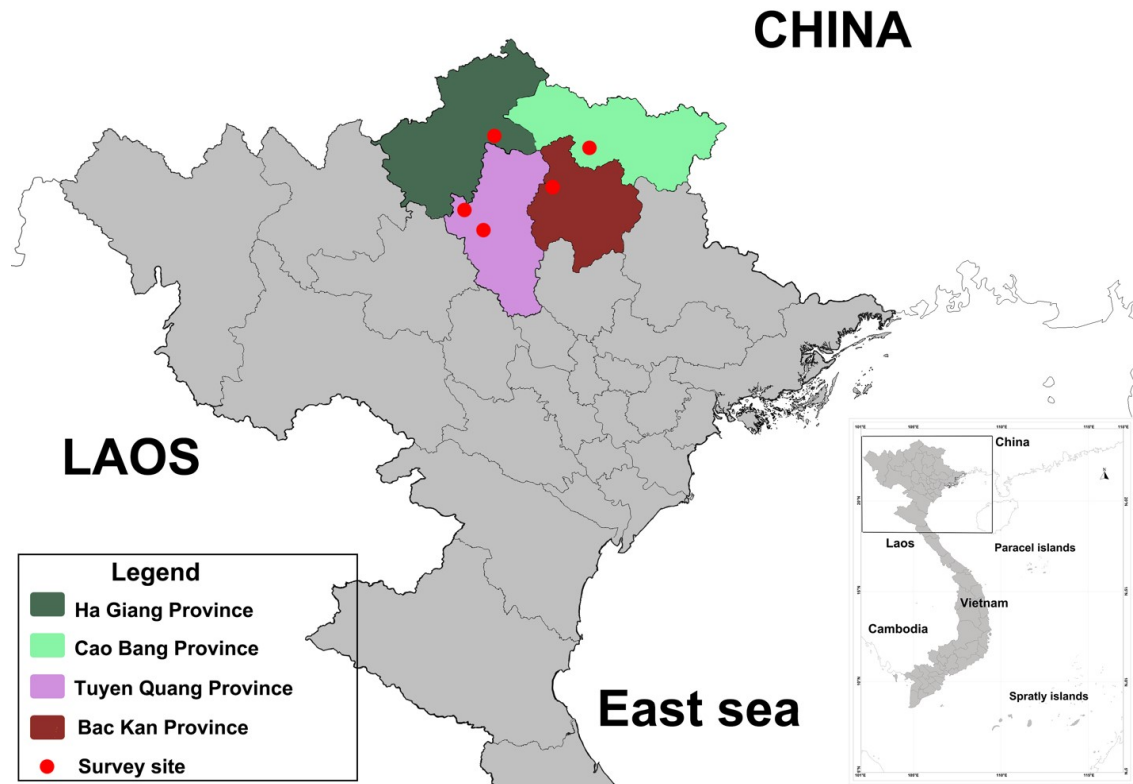 CHINA
LAOS
East sea
Legend
Ha Giang Province
Cao Bang Province
Tuyen Quang Province
Bac Kan Province
Survey site
China
Laos
Paracel islands
Vietnam
Cambodia
Spratly islands